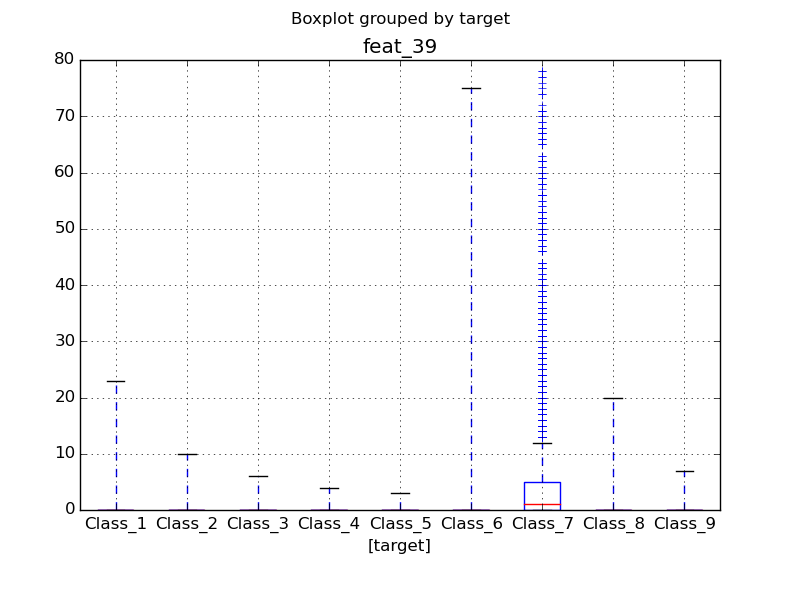 Boxplot grouped by target
feat_39
80
70
60
50
40
30
20
10
0
Class_1 Class_2 Class_3 Class_4 Class_5 Class_6 Class_7 Class_8 Class_9
[target]